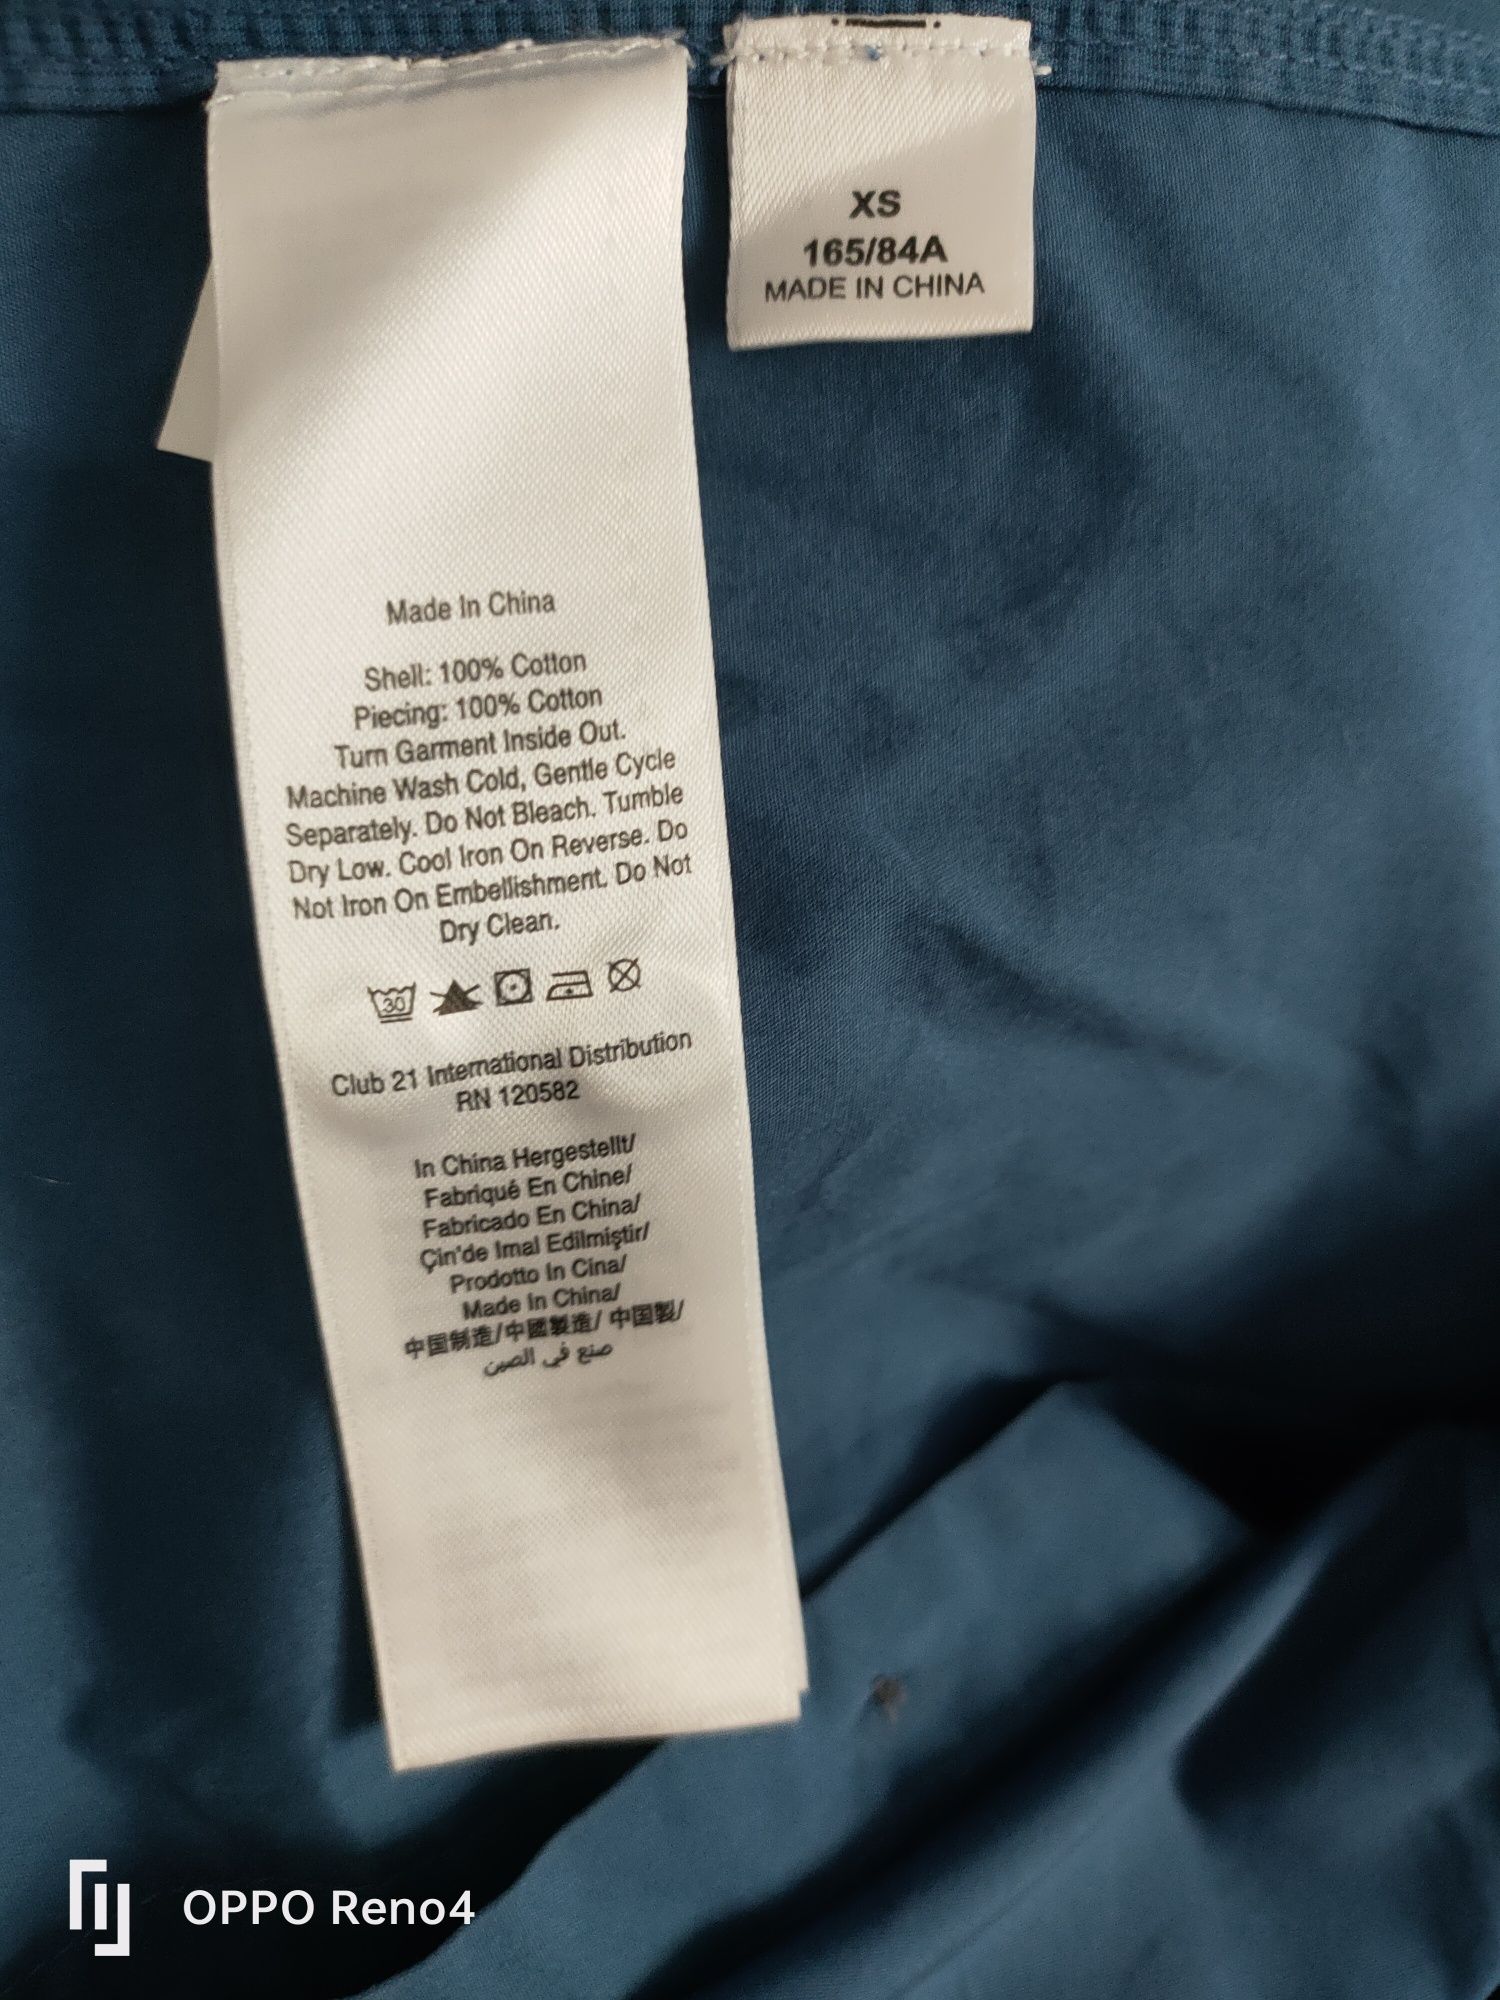 XS
165/84A
MADE IN CHINA
Made In China
Shell: 100% Cotton
Piecing: 100% Cotton
Turn Garment Inside Out.
Machine Wash Cold, Gentle Cycle
Separately. Do Not Bleach. Tumble
Dry Low. Cool Iron On Reverse. Do
Not Iron On Embellishment. Do Not
Dry Clean.
30
Club 21 International Distribution
RN 120582
In China Hergestellt/
Fabriqué En Chine/
Fabricado En China/
Çin'de Imal Edilmiştir/
Prodotto In Cina/
Made In China/
中国制造/中國製造/ 中国製/
صنع في الصين
OPPO Reno4